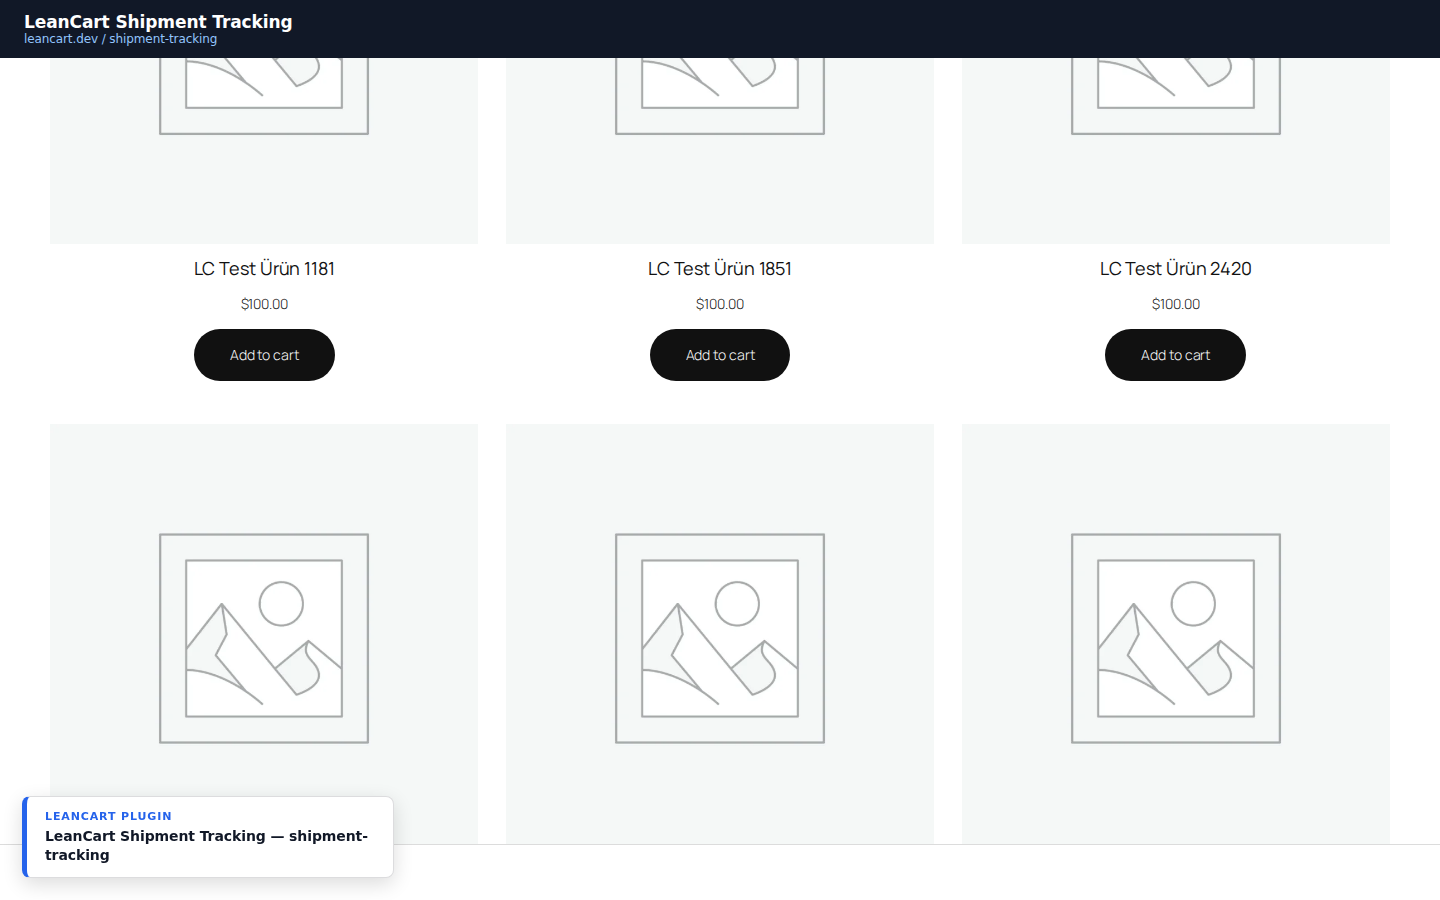 LeanCart Shipment Tracking
leancart.dev / shipment-tracking
LC Test Ürün 1181
$100.00
Add to cart
LC Test Ürün 1851
$100.00
Add to cart
LC Test Ürün 2420
$100.00
Add to cart
LEANCART PLUGIN
LeanCart Shipment Tracking — shipment-
tracking